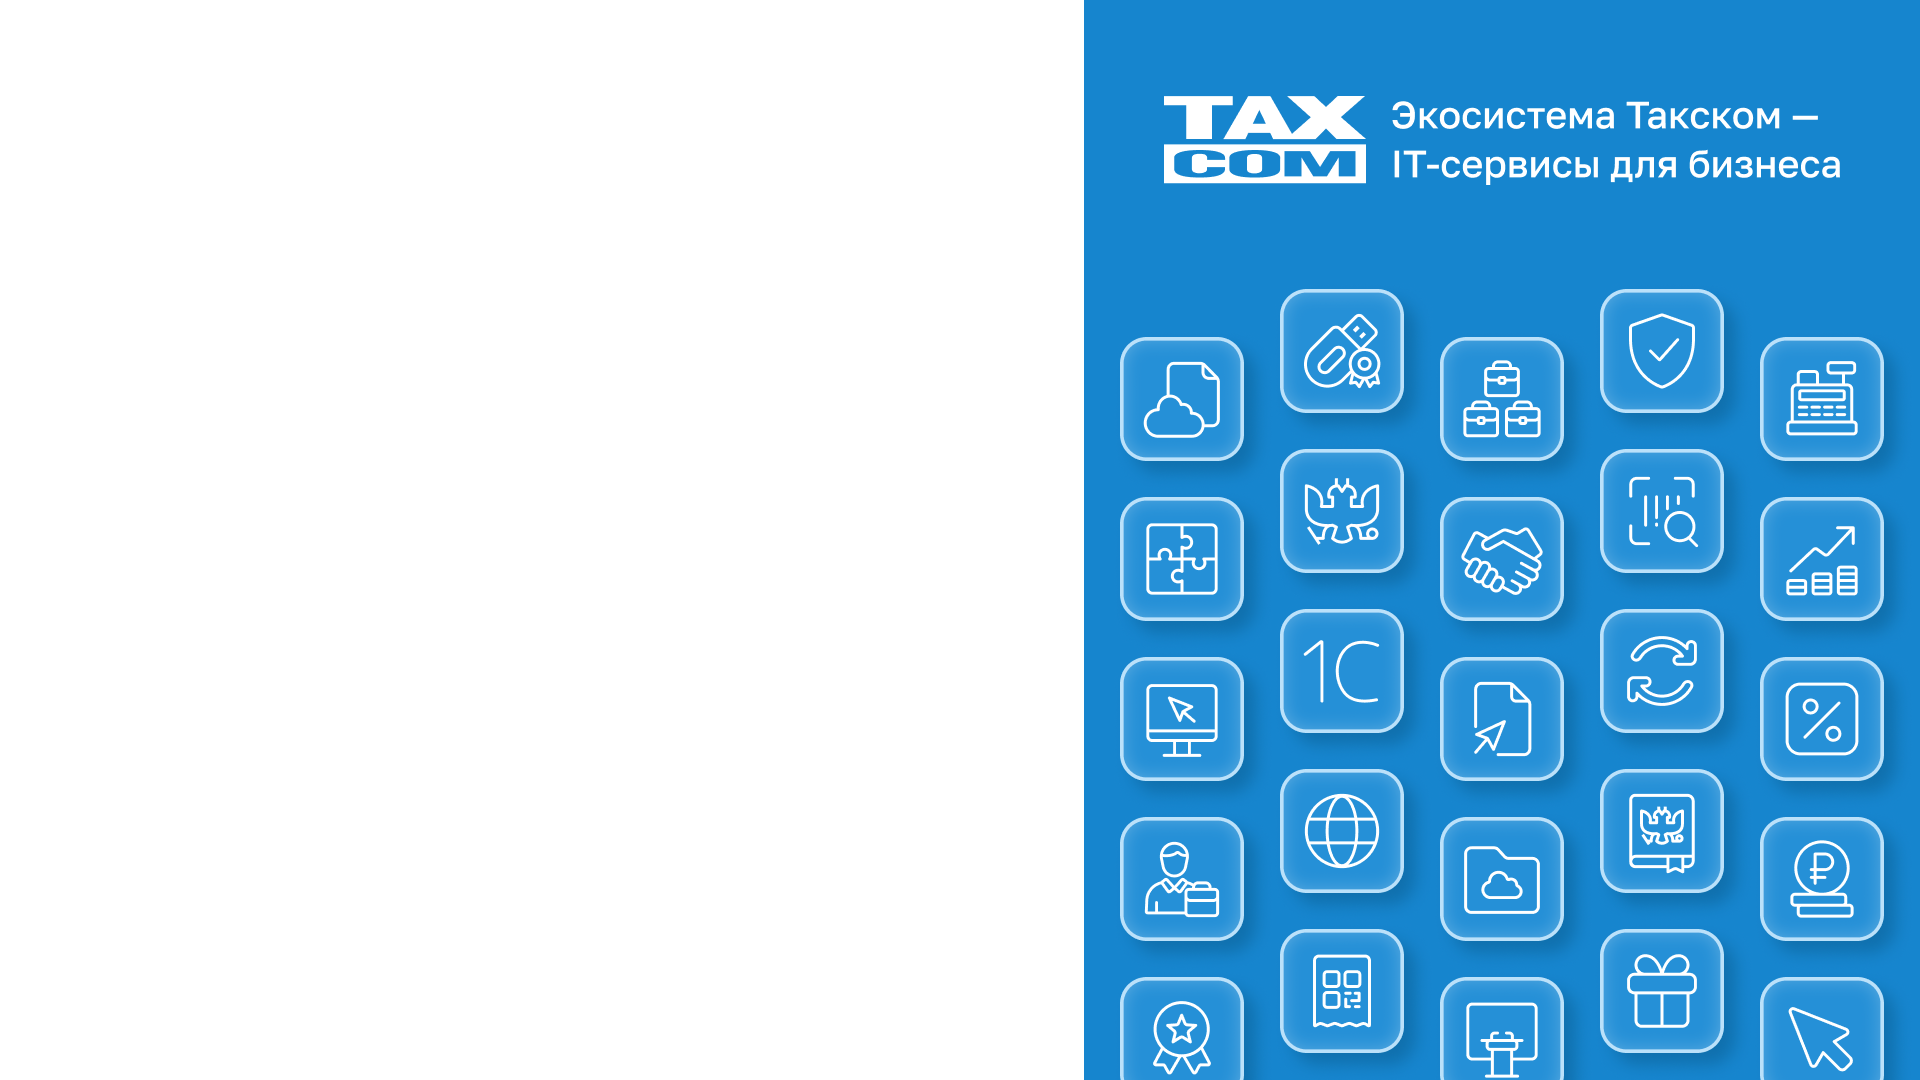 TAX
COM
Экосистема Такском —
IT-сервисы для бизнеса
1C